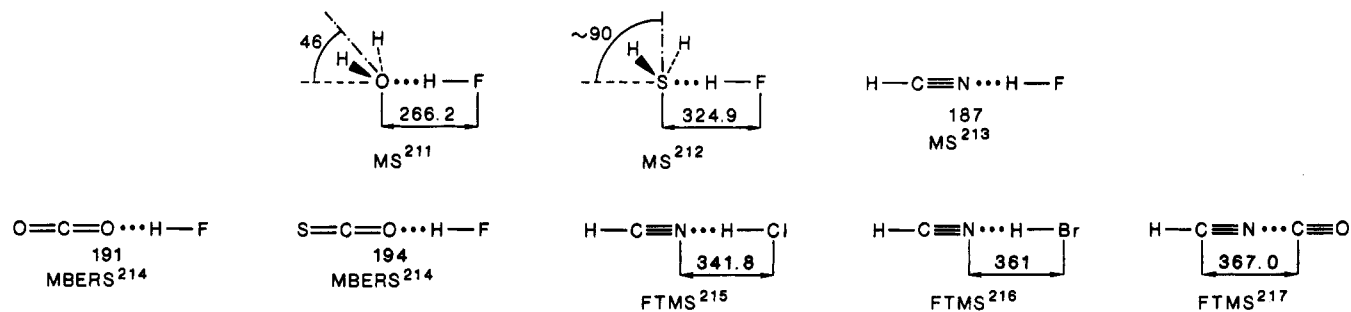 46 H H O···H—F
266.2
MS²¹¹
~90 H H S···H—F
324.9
MS²¹²
H—C≡N···H—F
187
MS²¹³
O=C=O···H—F
191
MBERS²¹⁴
S=C=O···H—F
194
MBERS²¹⁴
H—C≡N···H—Cl
341.8
FTMS²¹⁵
H—C≡N···H—Br
361
FTMS²¹⁶
H—C≡N···C≡O
367.0
FTMS²¹⁷